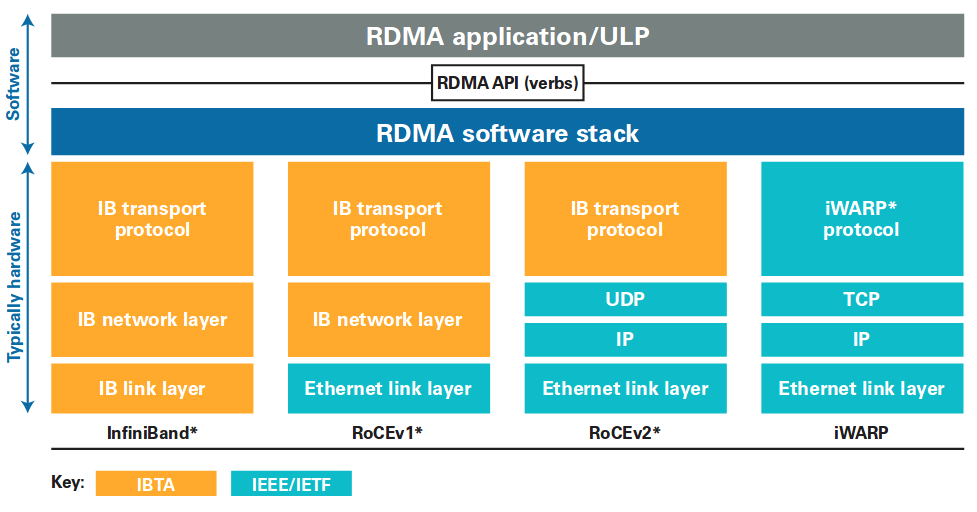 Software
RDMA application/ULP
RDMA API (verbs)
RDMA software stack
Typically hardware
IB transport
protocol
IB transport
protocol
IB transport
protocol
iWARP*
protocol
IB network layer
IB network layer
UDP
TCP
IP
IP
IB link layer
Ethernet link layer
Ethernet link layer
Ethernet link layer
InfiniBand*
RoCEv1*
RoCEv2*
iWARP
Key:
IBTA
IEEE/IETF